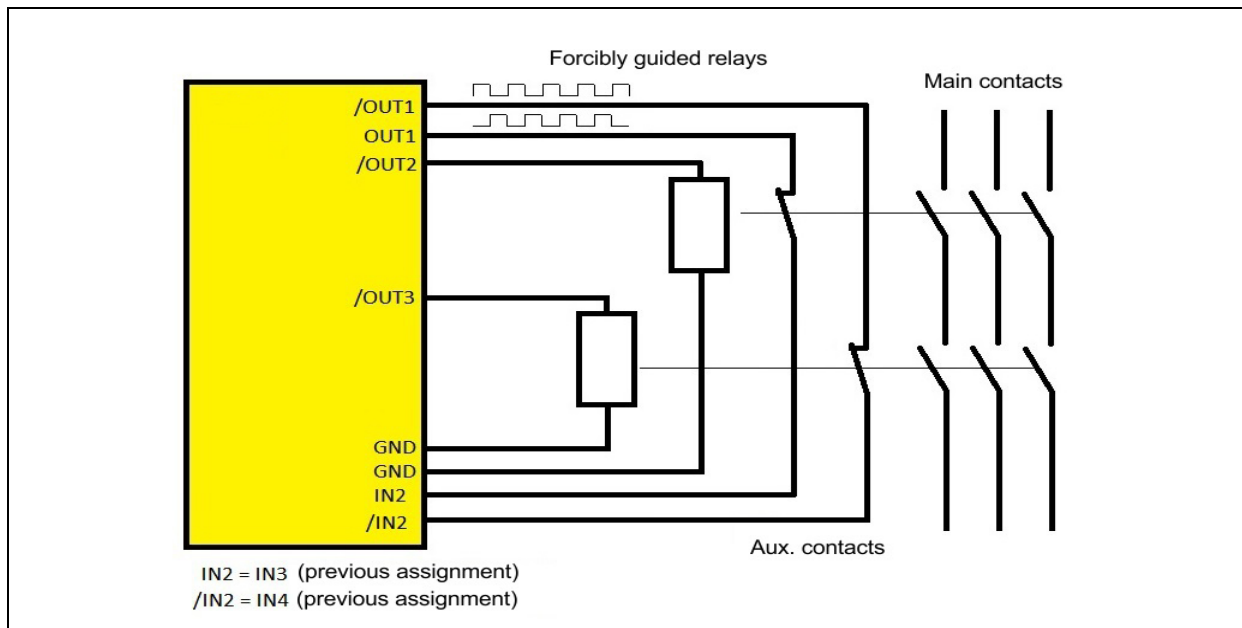 Forcibly guided relays
Main contacts
/OUT1
OUT1
/OUT2
/OUT3
GND
GND
IN2
/IN2
Aux. contacts
IN2 = IN3 (previous assignment)
/IN2 = IN4 (previous assignment)